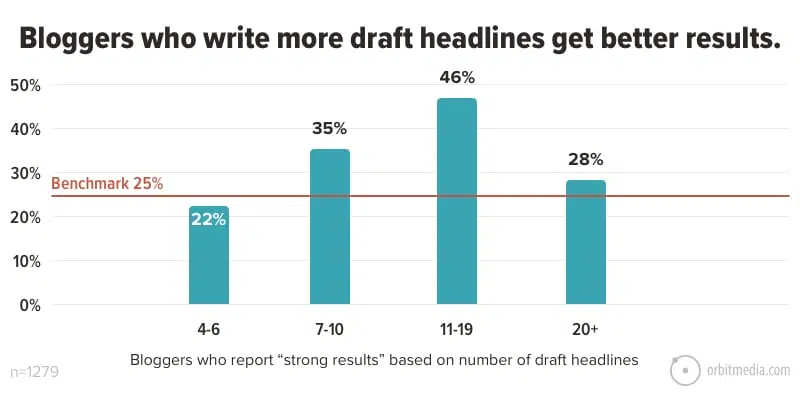 Bloggers who write more draft headlines get better results.
50%
46%
40%
35%
30%
28%
Benchmark 25%
22%
20%
10%
0%
4-6 7-10 11-19 20+
Bloggers who report “strong results” based on number of draft headlines
n=1279
orbitmedia.com